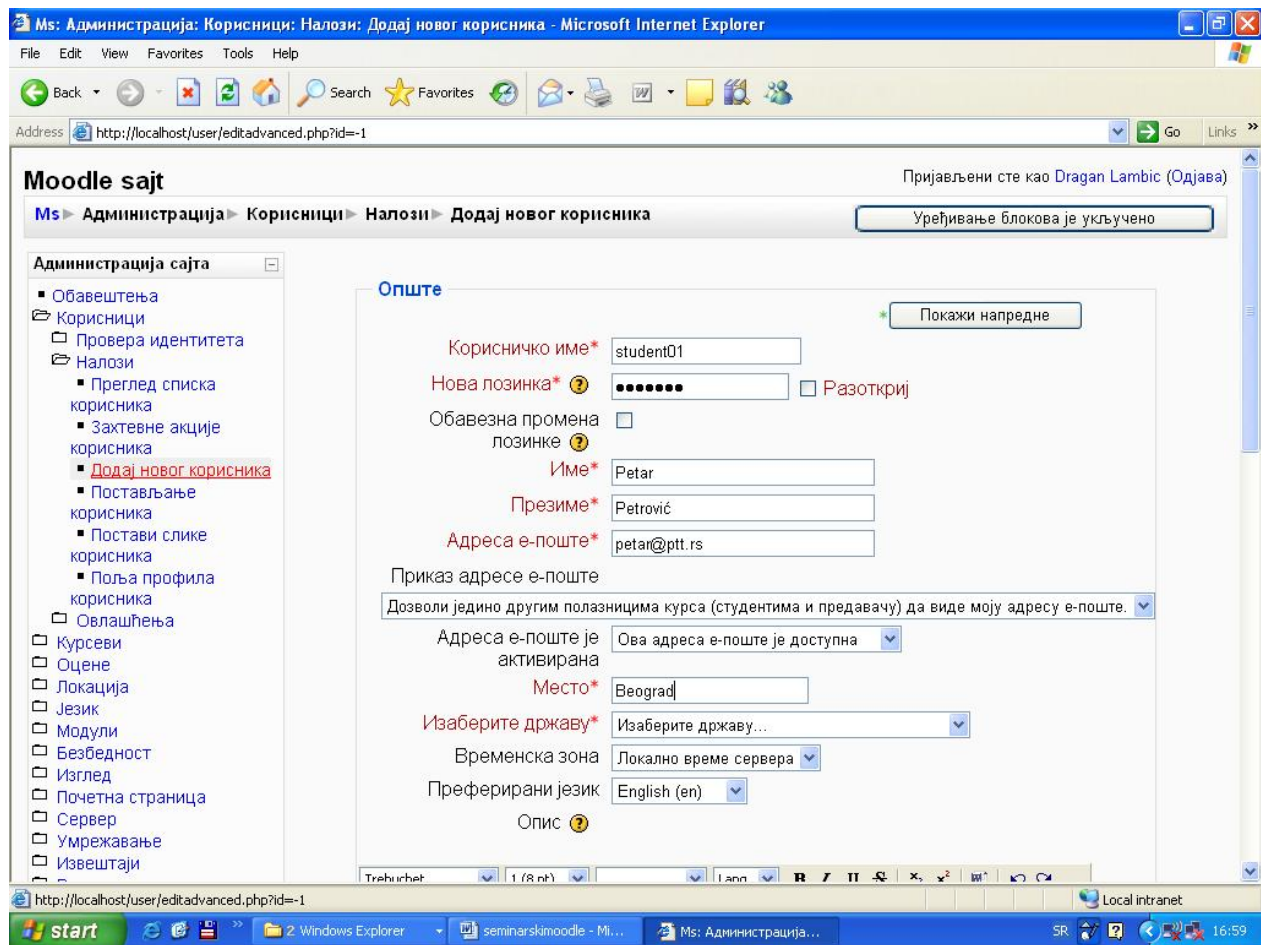 Ms: Администрација: Корисници: Налози: Додај новог корисника - Microsoft Internet Explorer
File Edit View Favorites Tools Help
Back Search Favorites
Address http://localhost/user/editadvanced.php?id=-1 Go Links »
Moodle sajt
Пријављени сте као Dragan Lambic (Одјава)
Ms► Администрација► Корисници► Налози► Додај новог корисника
Уређивање блокова је укључено
Администрација сајта
Обавештења
Корисници
Провера идентитета
Налози
Преглед списка
корисника
Захтевне акције
корисника
Додај новог корисника
Постављање
корисника
Постави слике
корисника
Поља профила
корисника
Овлашћења
Курсеви
Оцене
Локација
Језик
Модули
Безбедност
Изглед
Почетна страница
Сервер
Умрежавање
Извештаји
Опште
* Покажи напредне
Корисничко име* student01
Нова лозинка* ●●●●●●● Разоткриј
Обавезна промена
лозинке
Име* Petar
Презиме* Petrović
Адреса е-поште* petar@ptt.rs
Приказ адресе е-поште
Дозволи једино другим полазницима курса (студентима и предавачу) да виде моју адресу е-поште.
Адреса е-поште је Ова адреса е-поште је доступна
активирана
Место* Beograd
Изаберите државу* Изаберите државу...
Временска зона Локално време сервера
Преферирани језик English (en)
Опис
Trebuchet 1 (8 pt) Lang B I U S x₂ x²
http://localhost/user/editadvanced.php?id=-1 Local intranet
start » 2 Windows Explorer seminarskimoodle - Mi... Ms: Администрација... SR 16:59